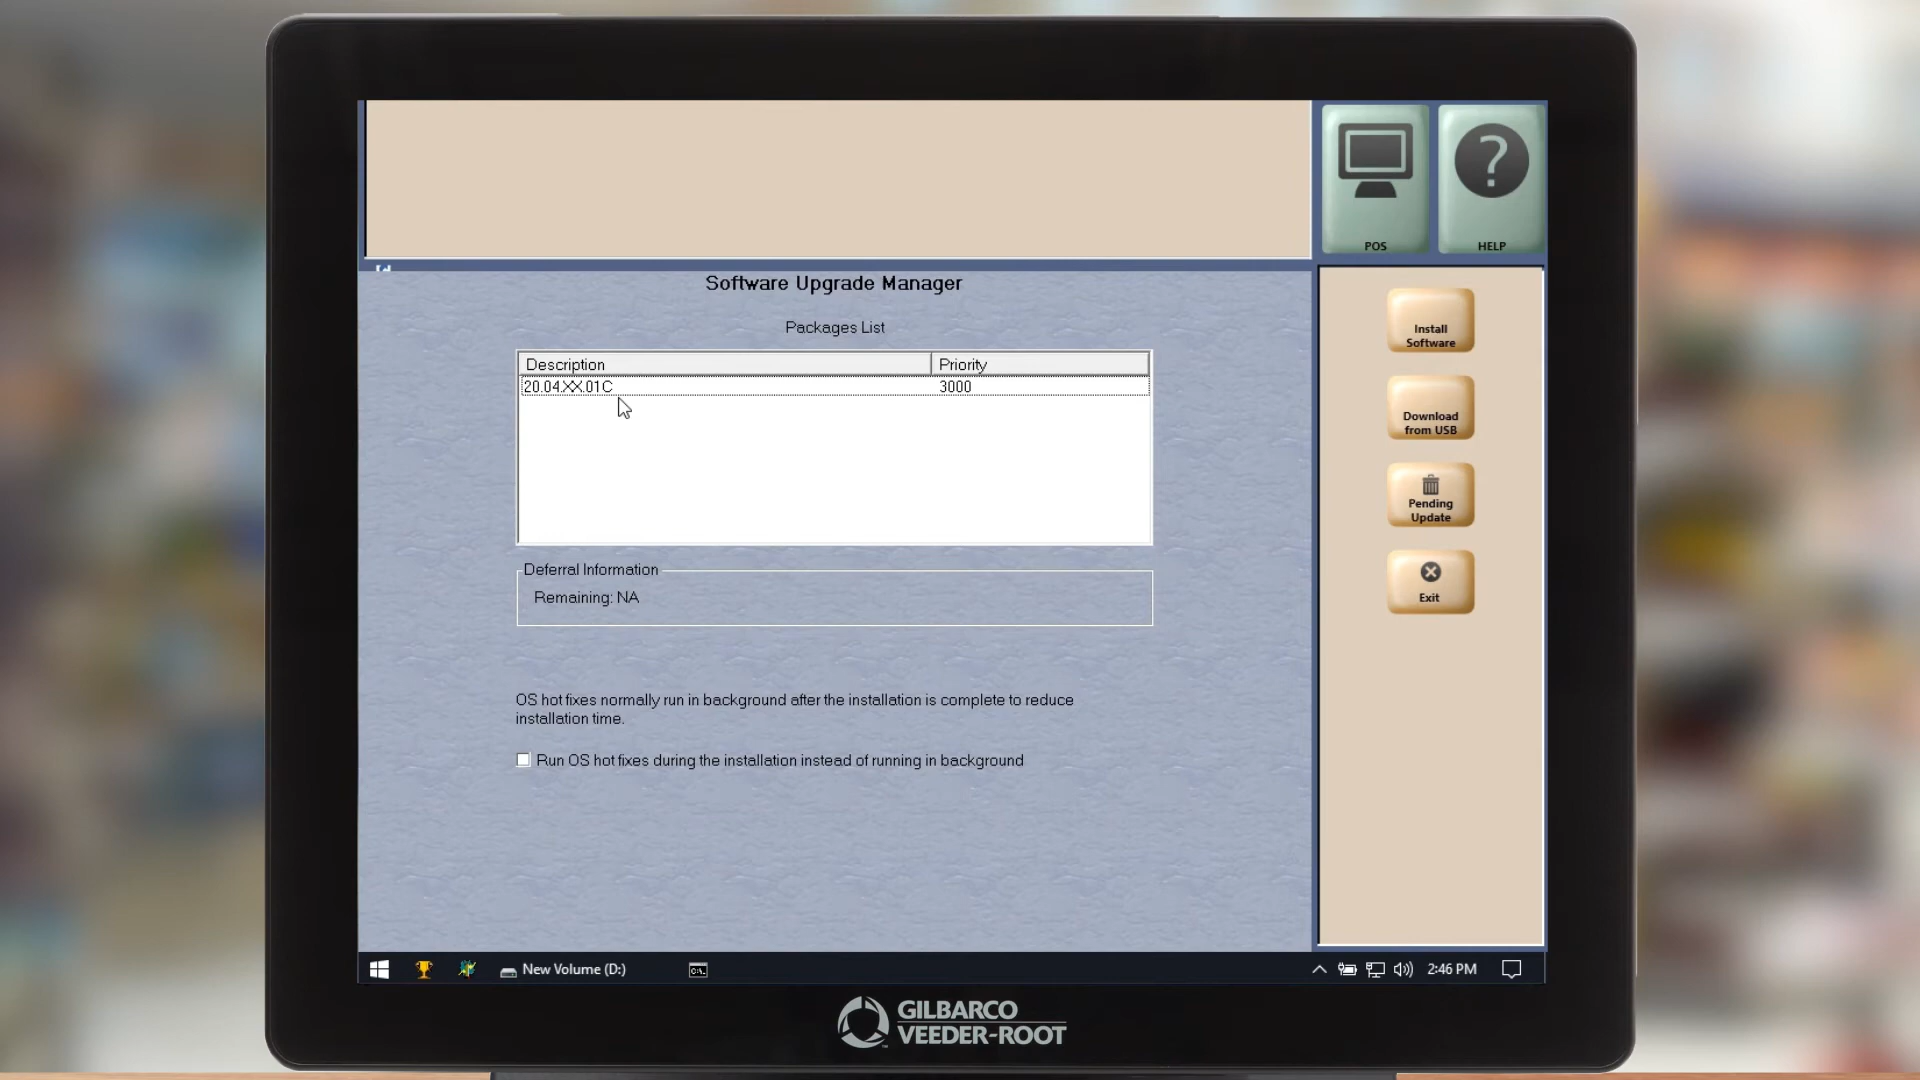 POS
HELP
Software Upgrade Manager
Packages List
Description Priority
20.04.XX.01C 3000
Deferral Information
Remaining: NA
OS hot fixes normally run in background after the installation is complete to reduce
installation time.
Run OS hot fixes during the installation instead of running in background
Install
Software
Download
from USB
Pending
Update
Exit
New Volume (D:)
2:46 PM
GILBARCO
VEEDER-ROOT